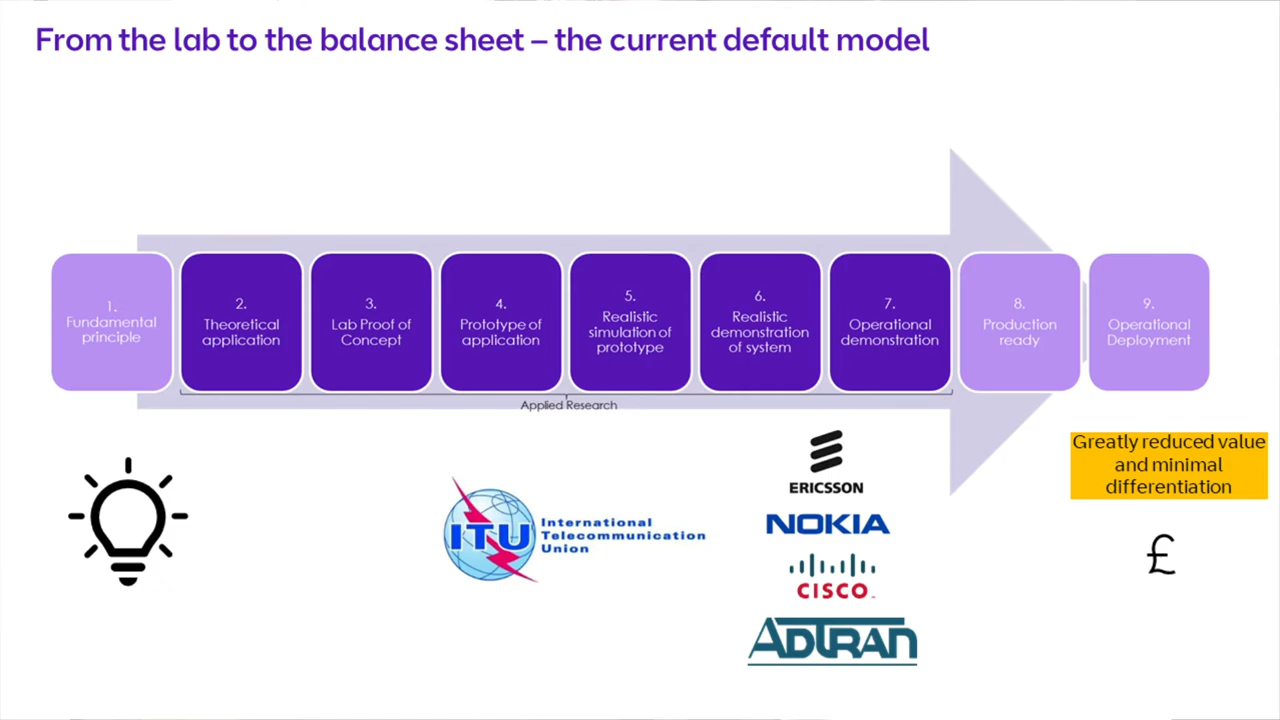 From the lab to the balance sheet – the current default model
1.
Fundamental
principle
2.
Theoretical
application
3.
Lab Proof of
Concept
4.
Prototype of
application
5.
Realistic
simulation of
prototype
6.
Realistic
demonstration
of system
7.
Operational
demonstration
8.
Production
ready
9.
Operational
Deployment
Applied Research
ITU
International
Telecommunication
Union
ERICSSON
NOKIA
CISCO.
ADTRAN
Greatly reduced value
and minimal
differentiation
£